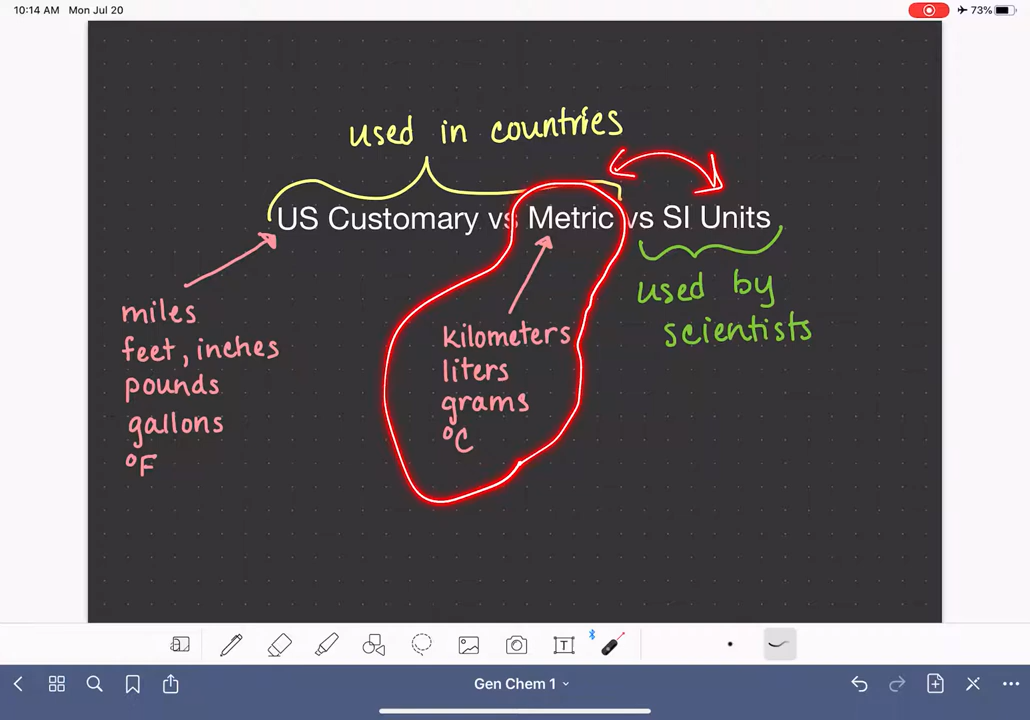 10:14 AM Mon Jul 20
73%
used in countries
US Customary vs Metric vs SI Units
miles
feet, inches
pounds
gallons
°F
kilometers
liters
grams
°C
used by
scientists
T
Gen Chem 1